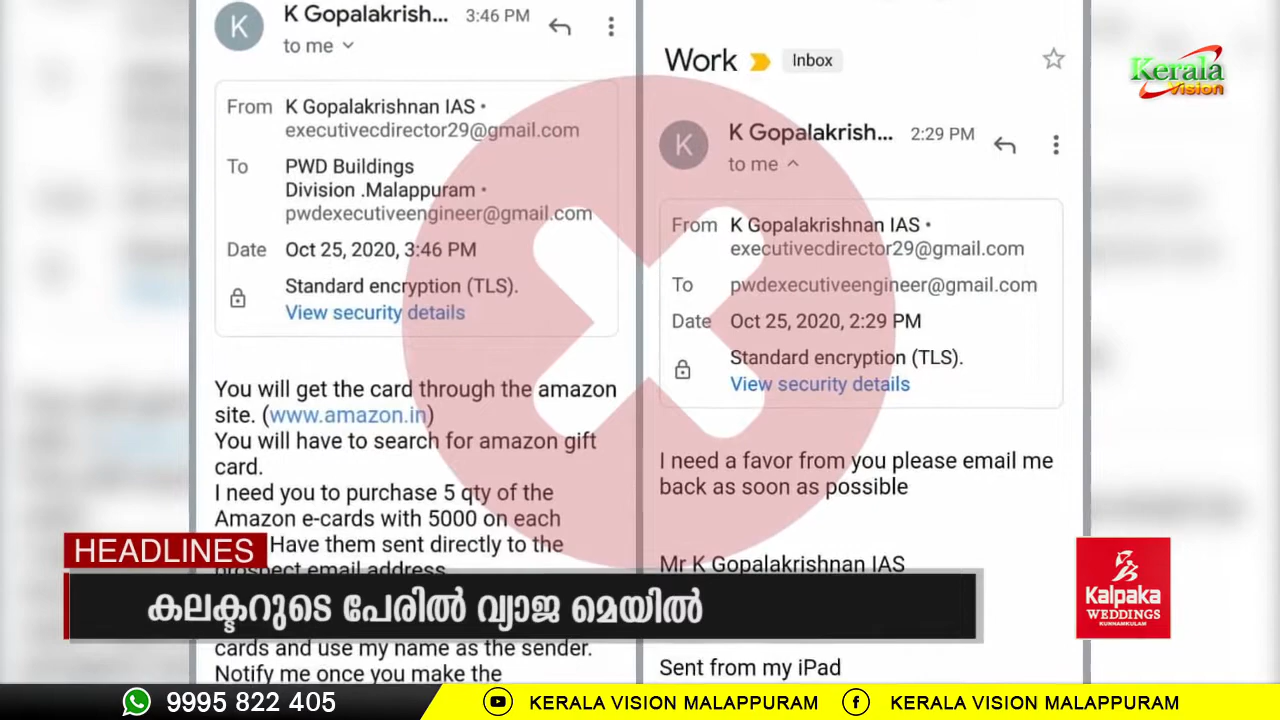 K Gopalakrish... 3:46 PM
K
to me
From K Gopalakrishnan IAS •
executivecdirector29@gmail.com
To PWD Buildings
Division .Malappuram •
pwdexecutiveengineer@gmail.com
Date Oct 25, 2020, 3:46 PM
Standard encryption (TLS).
View security details
You will get the card through the amazon
site. (www.amazon.in)
You will have to search for amazon gift
card.
I need you to purchase 5 qty of the
Amazon e-cards with 5000 on each
Have them sent directly to the
prospect email address
cards and use my name as the sender.
Notify me once you make the
Work Inbox
K Gopalakrish... 2:29 PM
K
to me
From K Gopalakrishnan IAS •
executivecdirector29@gmail.com
To pwdexecutiveengineer@gmail.com
Date Oct 25, 2020, 2:29 PM
Standard encryption (TLS).
View security details
I need a favor from you please email me
back as soon as possible
Mr K Gopalakrishnan IAS
Sent from my iPad
Kerala
Vision
HEADLINES
കലക്ടറുടെ പേരിൽ വ്യാജ മെയിൽ
Kalpaka
WEDDINGS
KUNNAMKULAM
9995 822 405
KERALA VISION MALAPPURAM
KERALA VISION MALAPPURAM